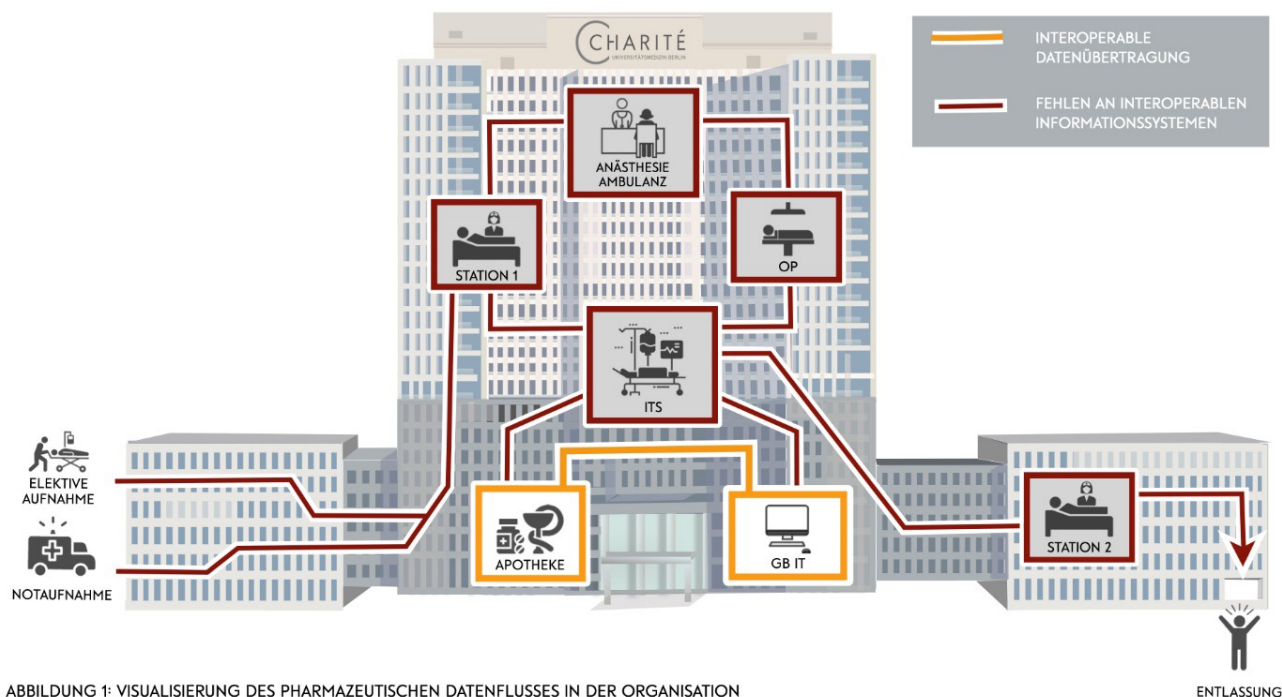 CHARITÉ
UNIVERSITÄTSMEDIZIN BERLIN
INTEROPERABLE
DATENÜBERTRAGUNG
FEHLEN AN INTEROPERABLEN
INFORMATIONSSYSTEMEN
ANÄSTHESIE
AMBULANZ
STATION 1
OP
ITS
ELEKTIVE
AUFNAHME
NOTAUFNAHME
APOTHEKE
GB IT
STATION 2
ENTLASSUNG
ABBILDUNG 1: VISUALISIERUNG DES PHARMAZEUTISCHEN DATENFLUSSES IN DER ORGANISATION